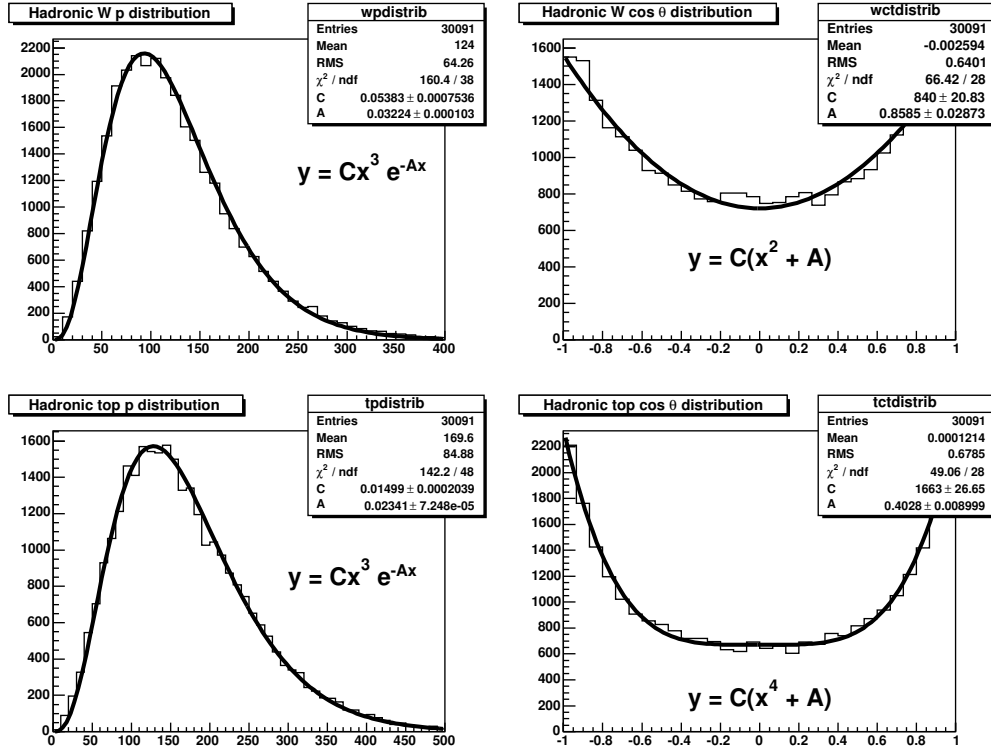 Hadronic W p distribution
wpdistrib
Entries 30091
Mean 124
RMS 64.26
χ² / ndf 160.4 / 38
C 0.05383 ± 0.0007536
A 0.03224 ± 0.000103
y = Cx³ e^-Ax
2200
2000
1800
1600
1400
1200
1000
800
600
400
200
0
0 50 100 150 200 250 300 350 400
Hadronic W cos θ distribution
wctdistrib
Entries 30091
Mean -0.002594
RMS 0.6401
χ² / ndf 66.42 / 28
C 840 ± 20.83
A 0.8585 ± 0.02873
y = C(x² + A)
1600
1400
1200
1000
800
600
400
200
0
-1 -0.8 -0.6 -0.4 -0.2 0 0.2 0.4 0.6 0.8 1
Hadronic top p distribution
tpdistrib
Entries 30091
Mean 169.6
RMS 84.88
χ² / ndf 142.2 / 48
C 0.01499 ± 0.0002039
A 0.02341 ± 7.248e-05
y = Cx³ e^-Ax
1600
1400
1200
1000
800
600
400
200
0
0 50 100 150 200 250 300 350 400 450 500
Hadronic top cos θ distribution
tctdistrib
Entries 30091
Mean 0.0001214
RMS 0.6785
χ² / ndf 49.06 / 28
C 1663 ± 26.65
A 0.4028 ± 0.008999
y = C(x⁴ + A)
2200
2000
1800
1600
1400
1200
1000
800
600
400
200
0
-1 -0.8 -0.6 -0.4 -0.2 0 0.2 0.4 0.6 0.8 1